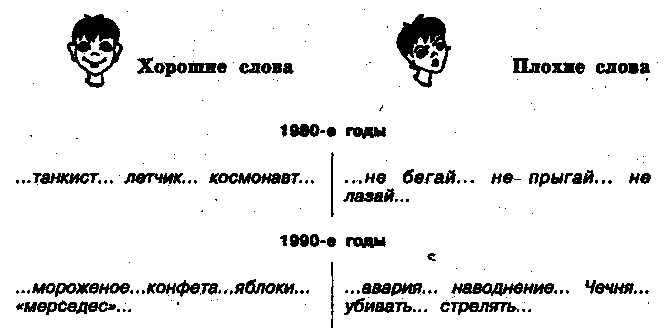 Хорошие слова
Плохие слова
1980-е годы
...танкист... летчик... космонавт...
...не бегай... не прыгай... не
лазай...
1990-е годы
...мороженое...конфета...яблоки...
«мерседес»...
...авария... наводнение... Чечня...
убивать... стрелять...